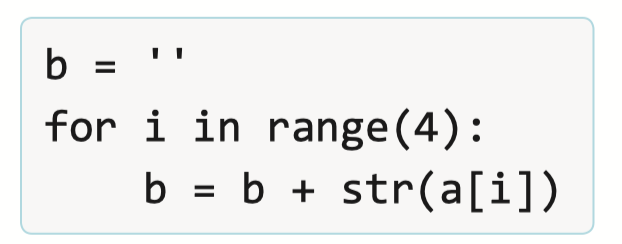 b = ''
for i in range(4):
    b = b + str(a[i])